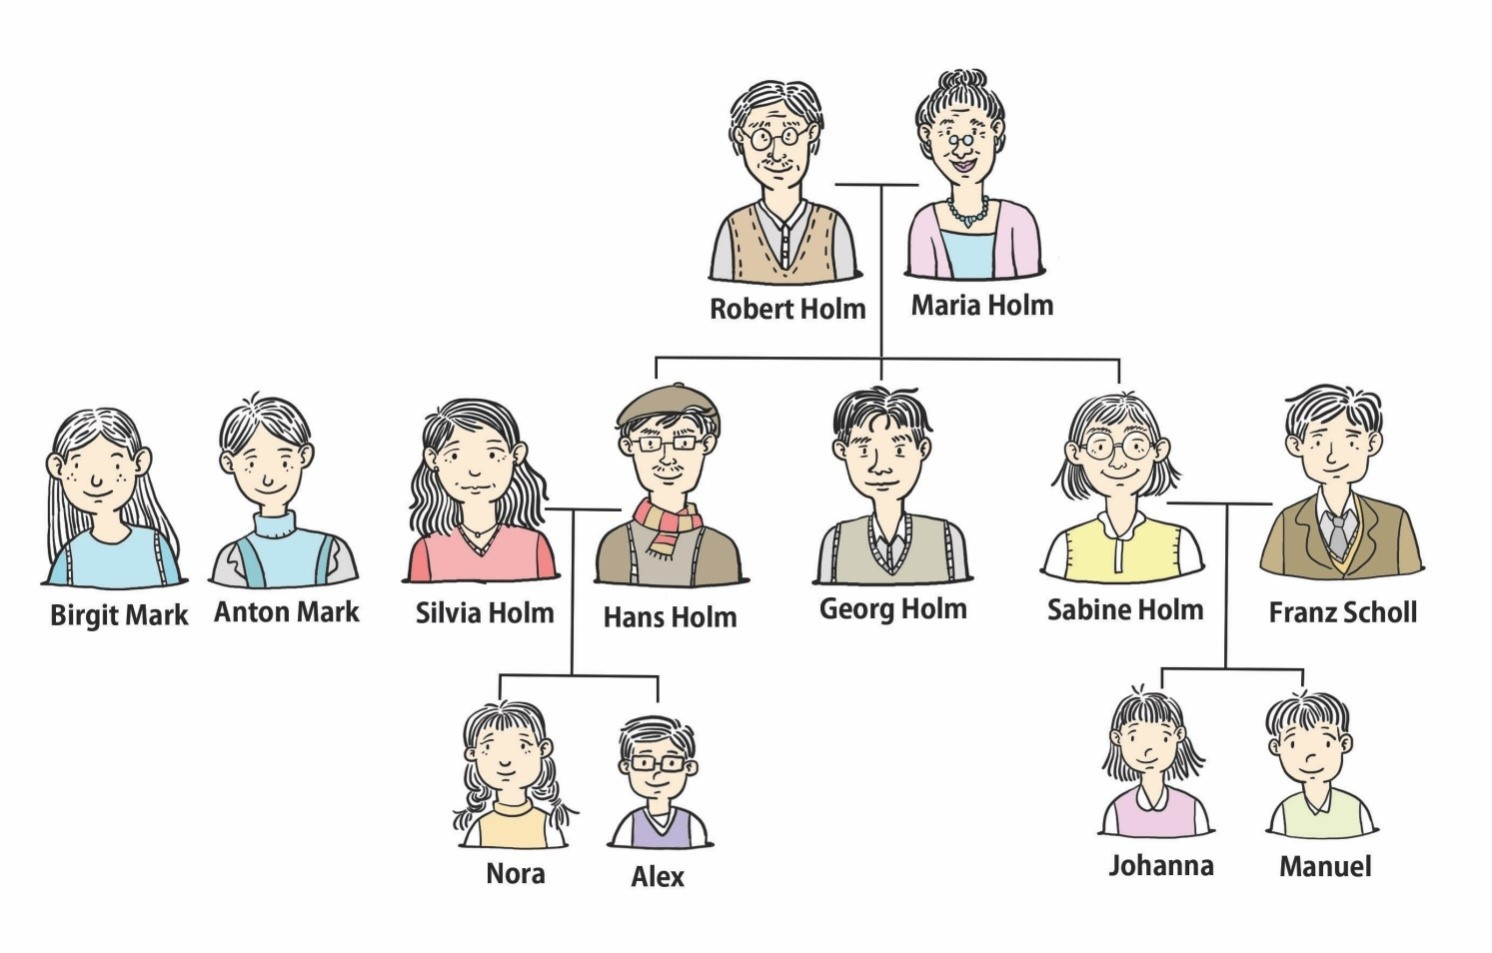 Robert Holm
Maria Holm
Birgit Mark
Anton Mark
Silvia Holm
Hans Holm
Georg Holm
Sabine Holm
Franz Scholl
Nora
Alex
Johanna
Manuel